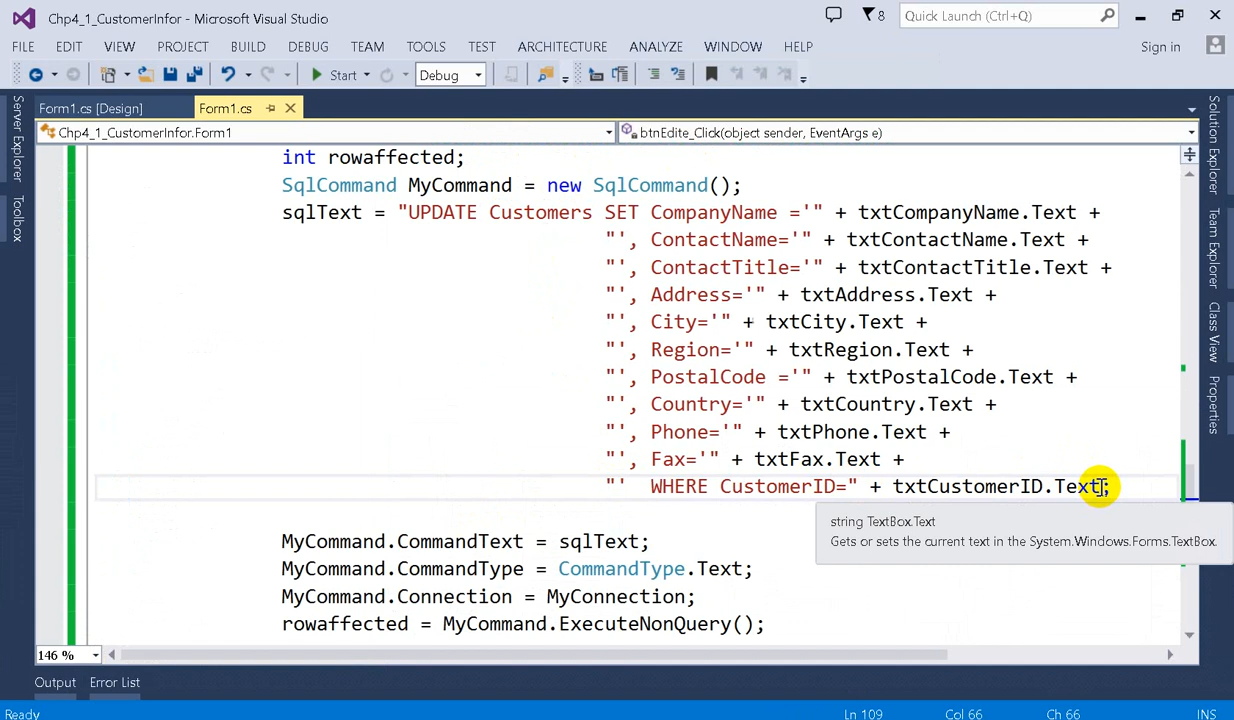 Chp4_1_CustomerInfor - Microsoft Visual Studio
8
Quick Launch (Ctrl+Q)
FILE EDIT VIEW PROJECT BUILD DEBUG TEAM TOOLS TEST ARCHITECTURE ANALYZE WINDOW HELP
Sign in
Start
Debug
Server Explorer
Toolbox
Form1.cs [Design]
Form1.cs
Chp4_1_CustomerInfor.Form1
btnEdite_Click(object sender, EventArgs e)
int rowaffected;
SqlCommand MyCommand = new SqlCommand();
sqlText = "UPDATE Customers SET CompanyName ='" + txtCompanyName.Text +
"', ContactName='" + txtContactName.Text +
"', ContactTitle='" + txtContactTitle.Text +
"', Address='" + txtAddress.Text +
"', City='" + txtCity.Text +
"', Region='" + txtRegion.Text +
"', PostalCode ='" + txtPostalCode.Text +
"', Country='" + txtCountry.Text +
"', Phone='" + txtPhone.Text +
"', Fax='" + txtFax.Text +
"' WHERE CustomerID=" + txtCustomerID.Text;
string TextBox.Text
Gets or sets the current text in the System.Windows.Forms.TextBox.
MyCommand.CommandText = sqlText;
MyCommand.CommandType = CommandType.Text;
MyCommand.Connection = MyConnection;
rowaffected = MyCommand.ExecuteNonQuery();
146 %
Solution Explorer
Team Explorer
Class View
Properties
Output
Error List
Ready
Ln 109
Col 66
Ch 66
INS